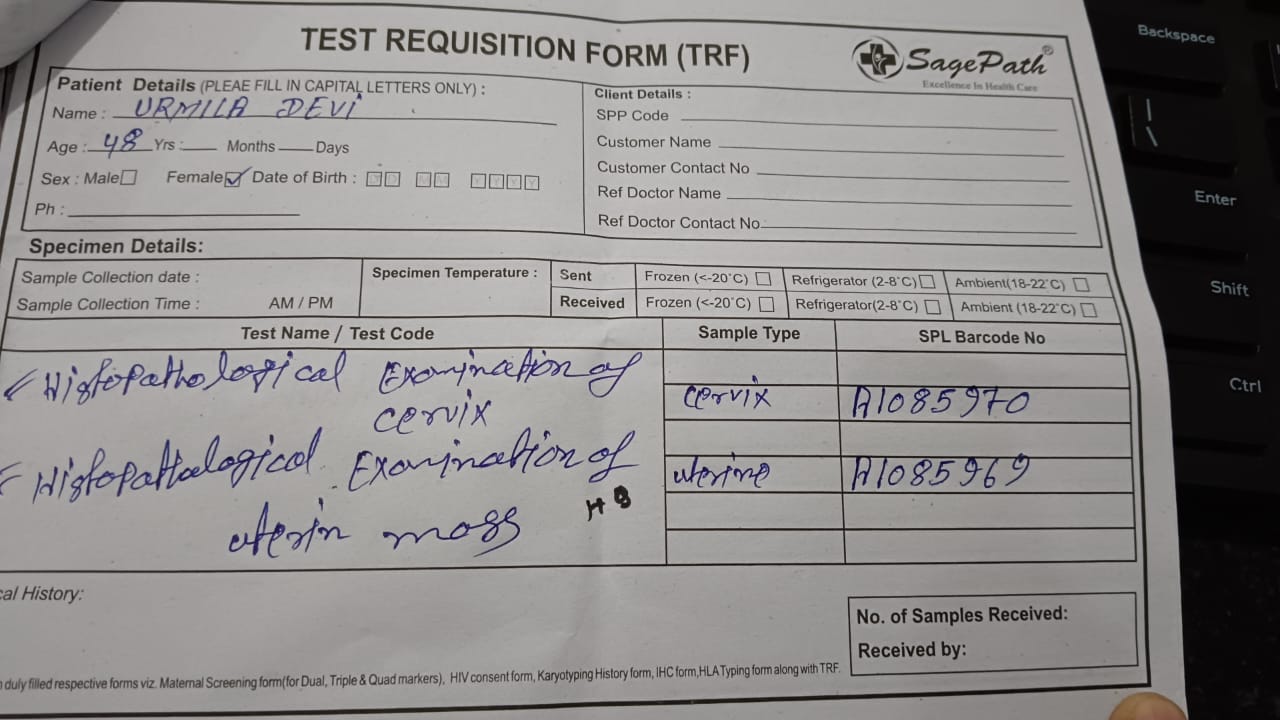 TEST REQUISITION FORM (TRF)
SagePath®
Excellence In Health Care
Patient Details (PLEAE FILL IN CAPITAL LETTERS ONLY) :
Name : URMILA DEVI
Age : 48 Yrs : Months Days
Sex : Male Female ✓ Date of Birth : D D M M Y Y Y Y
Ph :
Client Details :
SPP Code
Customer Name
Customer Contact No
Ref Doctor Name
Ref Doctor Contact No.
Specimen Details:
Sample Collection date :
Sample Collection Time : AM / PM
Specimen Temperature :
Sent Frozen (<-20°C) Refrigerator (2-8°C) Ambient(18-22°C)
Received Frozen (<-20°C) Refrigerator(2-8°C) Ambient (18-22°C)
Test Name / Test Code Sample Type SPL Barcode No
Histopathological Examination of
cervix
cervix A1085970
Histopathological Examination of
uterin mass
uterine A1085969
H8
cal History:
No. of Samples Received:
Received by:
duly filled respective forms viz. Maternal Screening form(for Dual, Triple & Quad markers), HIV consent form, Karyotyping History form, IHC form,HLA Typing form along with TRF.
Backspace
|
\
Enter
Shift
Ctrl